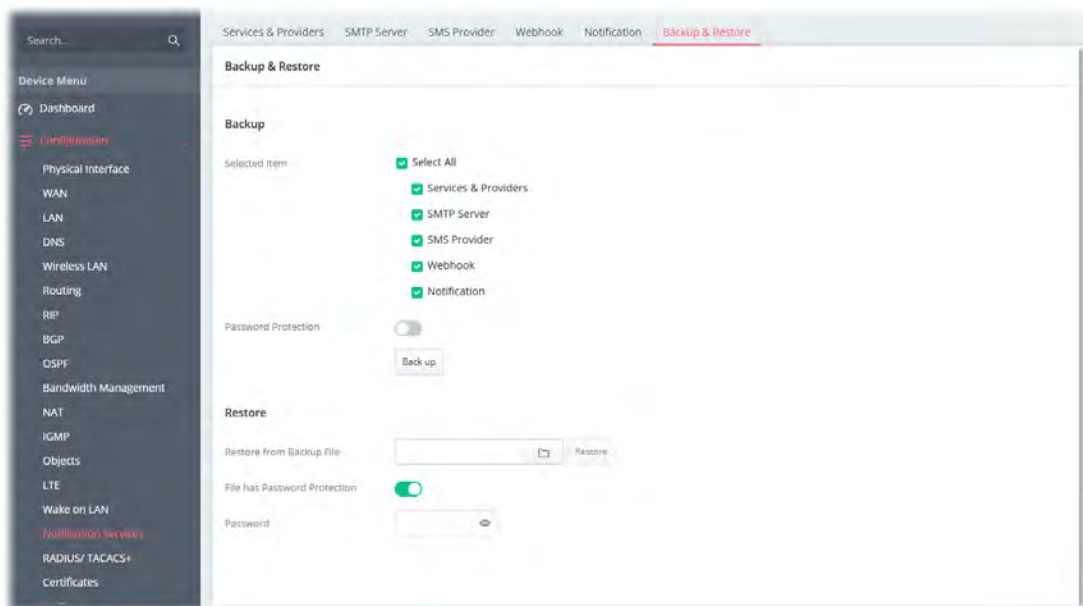 Search...
Device Menu
Dashboard
Configuration
Physical Interface
WAN
LAN
DNS
Wireless LAN
Routing
RIP
BGP
OSPF
Bandwidth Management
NAT
IGMP
Objects
LTE
Wake on LAN
Notification Services
RADIUS/ TACACS+
Certificates
Services & Providers SMTP Server SMS Provider Webhook Notification Backup & Restore
Backup & Restore
Backup
Selected Item
Select All
Services & Providers
SMTP Server
SMS Provider
Webhook
Notification
Password Protection
Back up
Restore
Restore from Backup File Restore
File has Password Protection
Password